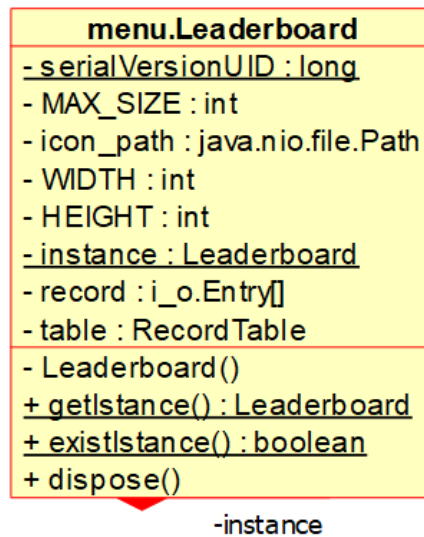 menu.Leaderboard
- serialVersionUID : long
- MAX_SIZE : int
- icon_path : java.nio.file.Path
- WIDTH : int
- HEIGHT : int
- instance : Leaderboard
- record : i_o.Entry[]
- table : RecordTable
- Leaderboard()
+ getIstance() : Leaderboard
+ existIstance() : boolean
+ dispose()
-instance